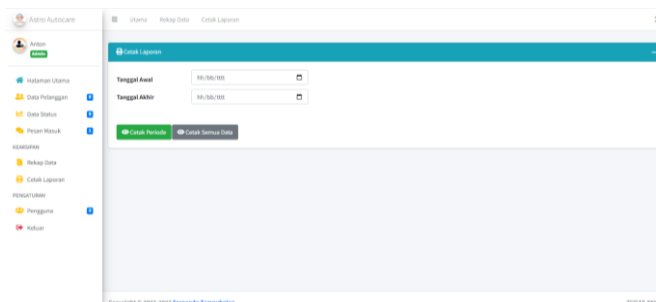 Astro Autocare
Utama Rekap Data Cetak Laporan
Anton
Admin
Cetak Laporan
Halaman Utama
Data Pelanggan
Data Status
Pesan Masuk
KEARSIPAN
Rekap Data
Cetak Laporan
PENGATURAN
Pengguna
Keluar
Tanggal Awal hh/bb/tttt
Tanggal Akhir hh/bb/tttt
Cetak Periode Cetak Semua Data